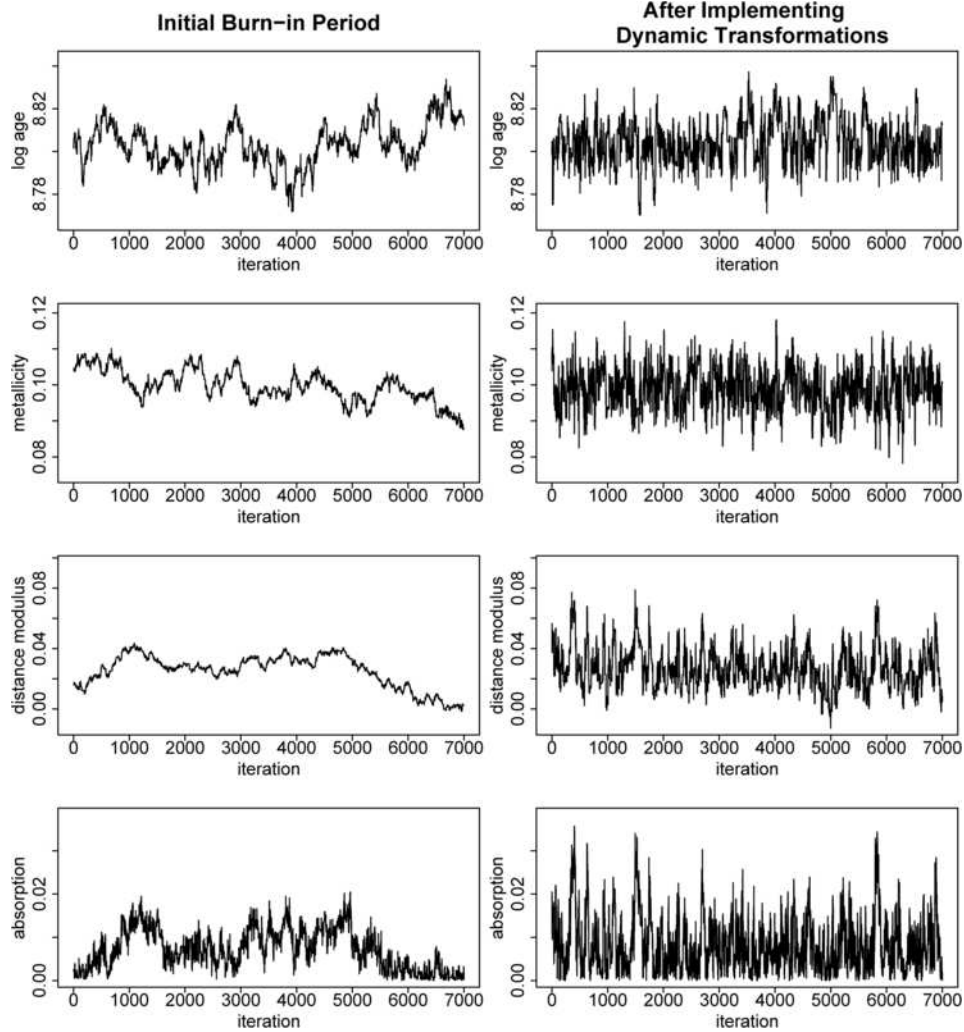 Initial Burn−in Period
After Implementing
Dynamic Transformations
log age
8.82
8.78
0 1000 2000 3000 4000 5000 6000 7000
iteration
log age
8.82
8.78
0 1000 2000 3000 4000 5000 6000 7000
iteration
metallicity
0.12
0.10
0.08
0 1000 2000 3000 4000 5000 6000 7000
iteration
metallicity
0.12
0.10
0.08
0 1000 2000 3000 4000 5000 6000 7000
iteration
distance modulus
0.08
0.04
0.00
0 1000 2000 3000 4000 5000 6000 7000
iteration
distance modulus
0.08
0.04
0.00
0 1000 2000 3000 4000 5000 6000 7000
iteration
absorption
0.02
0.00
0 1000 2000 3000 4000 5000 6000 7000
iteration
absorption
0.02
0.00
0 1000 2000 3000 4000 5000 6000 7000
iteration